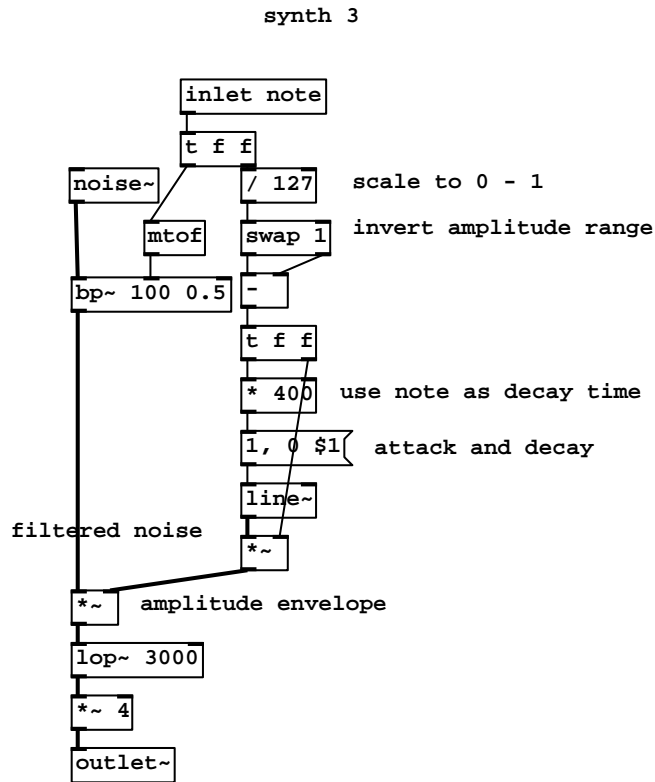 synth 3
inlet note
t f f
noise~
/ 127
scale to 0 - 1
mtof
swap 1
invert amplitude range
bp~ 100 0.5
-
t f f
* 400
use note as decay time
1, 0 $1
attack and decay
line~
filtered noise
*~
*~
amplitude envelope
lop~ 3000
*~ 4
outlet~